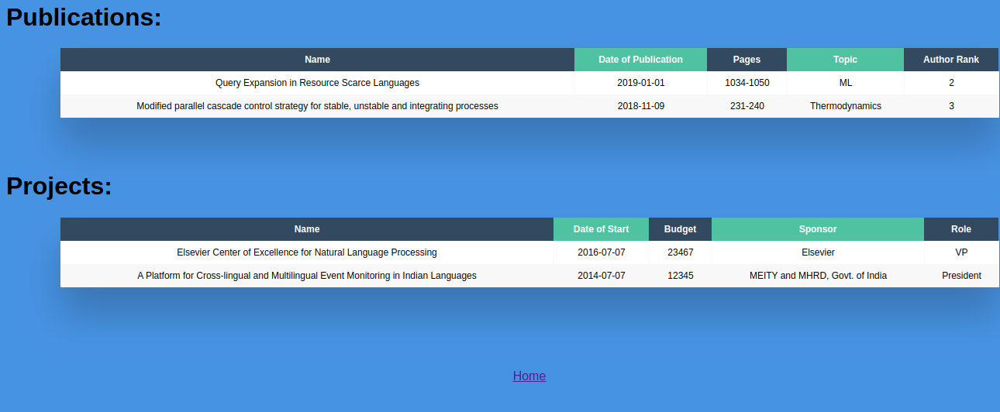 Publications:
Name Date of Publication Pages Topic Author Rank
Query Expansion in Resource Scarce Languages 2019-01-01 1034-1050 ML 2
Modified parallel cascade control strategy for stable, unstable and integrating processes 2018-11-09 231-240 Thermodynamics 3
Projects:
Name Date of Start Budget Sponsor Role
Elsevier Center of Excellence for Natural Language Processing 2016-07-07 23467 Elsevier VP
A Platform for Cross-lingual and Multilingual Event Monitoring in Indian Languages 2014-07-07 12345 MEITY and MHRD, Govt. of India President
Home